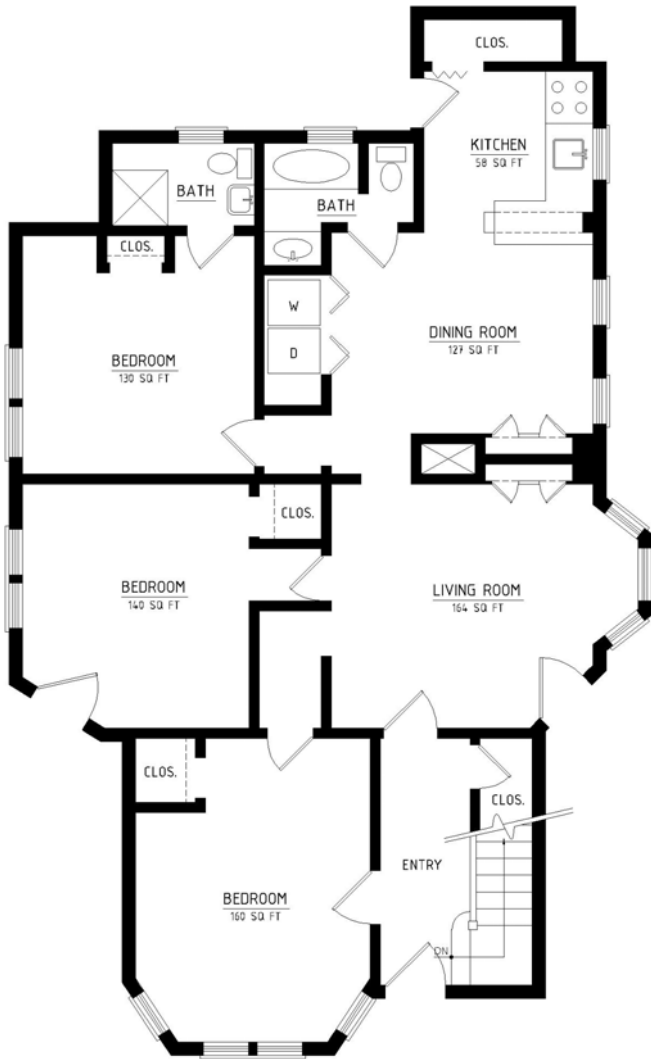 CLOS.
KITCHEN
58 SQ FT
BATH
BATH
CLOS.
W
D
DINING ROOM
127 SQ FT
BEDROOM
130 SQ FT
CLOS.
BEDROOM
140 SQ FT
LIVING ROOM
164 SQ FT
CLOS.
CLOS.
ENTRY
BEDROOM
160 SQ FT
DN